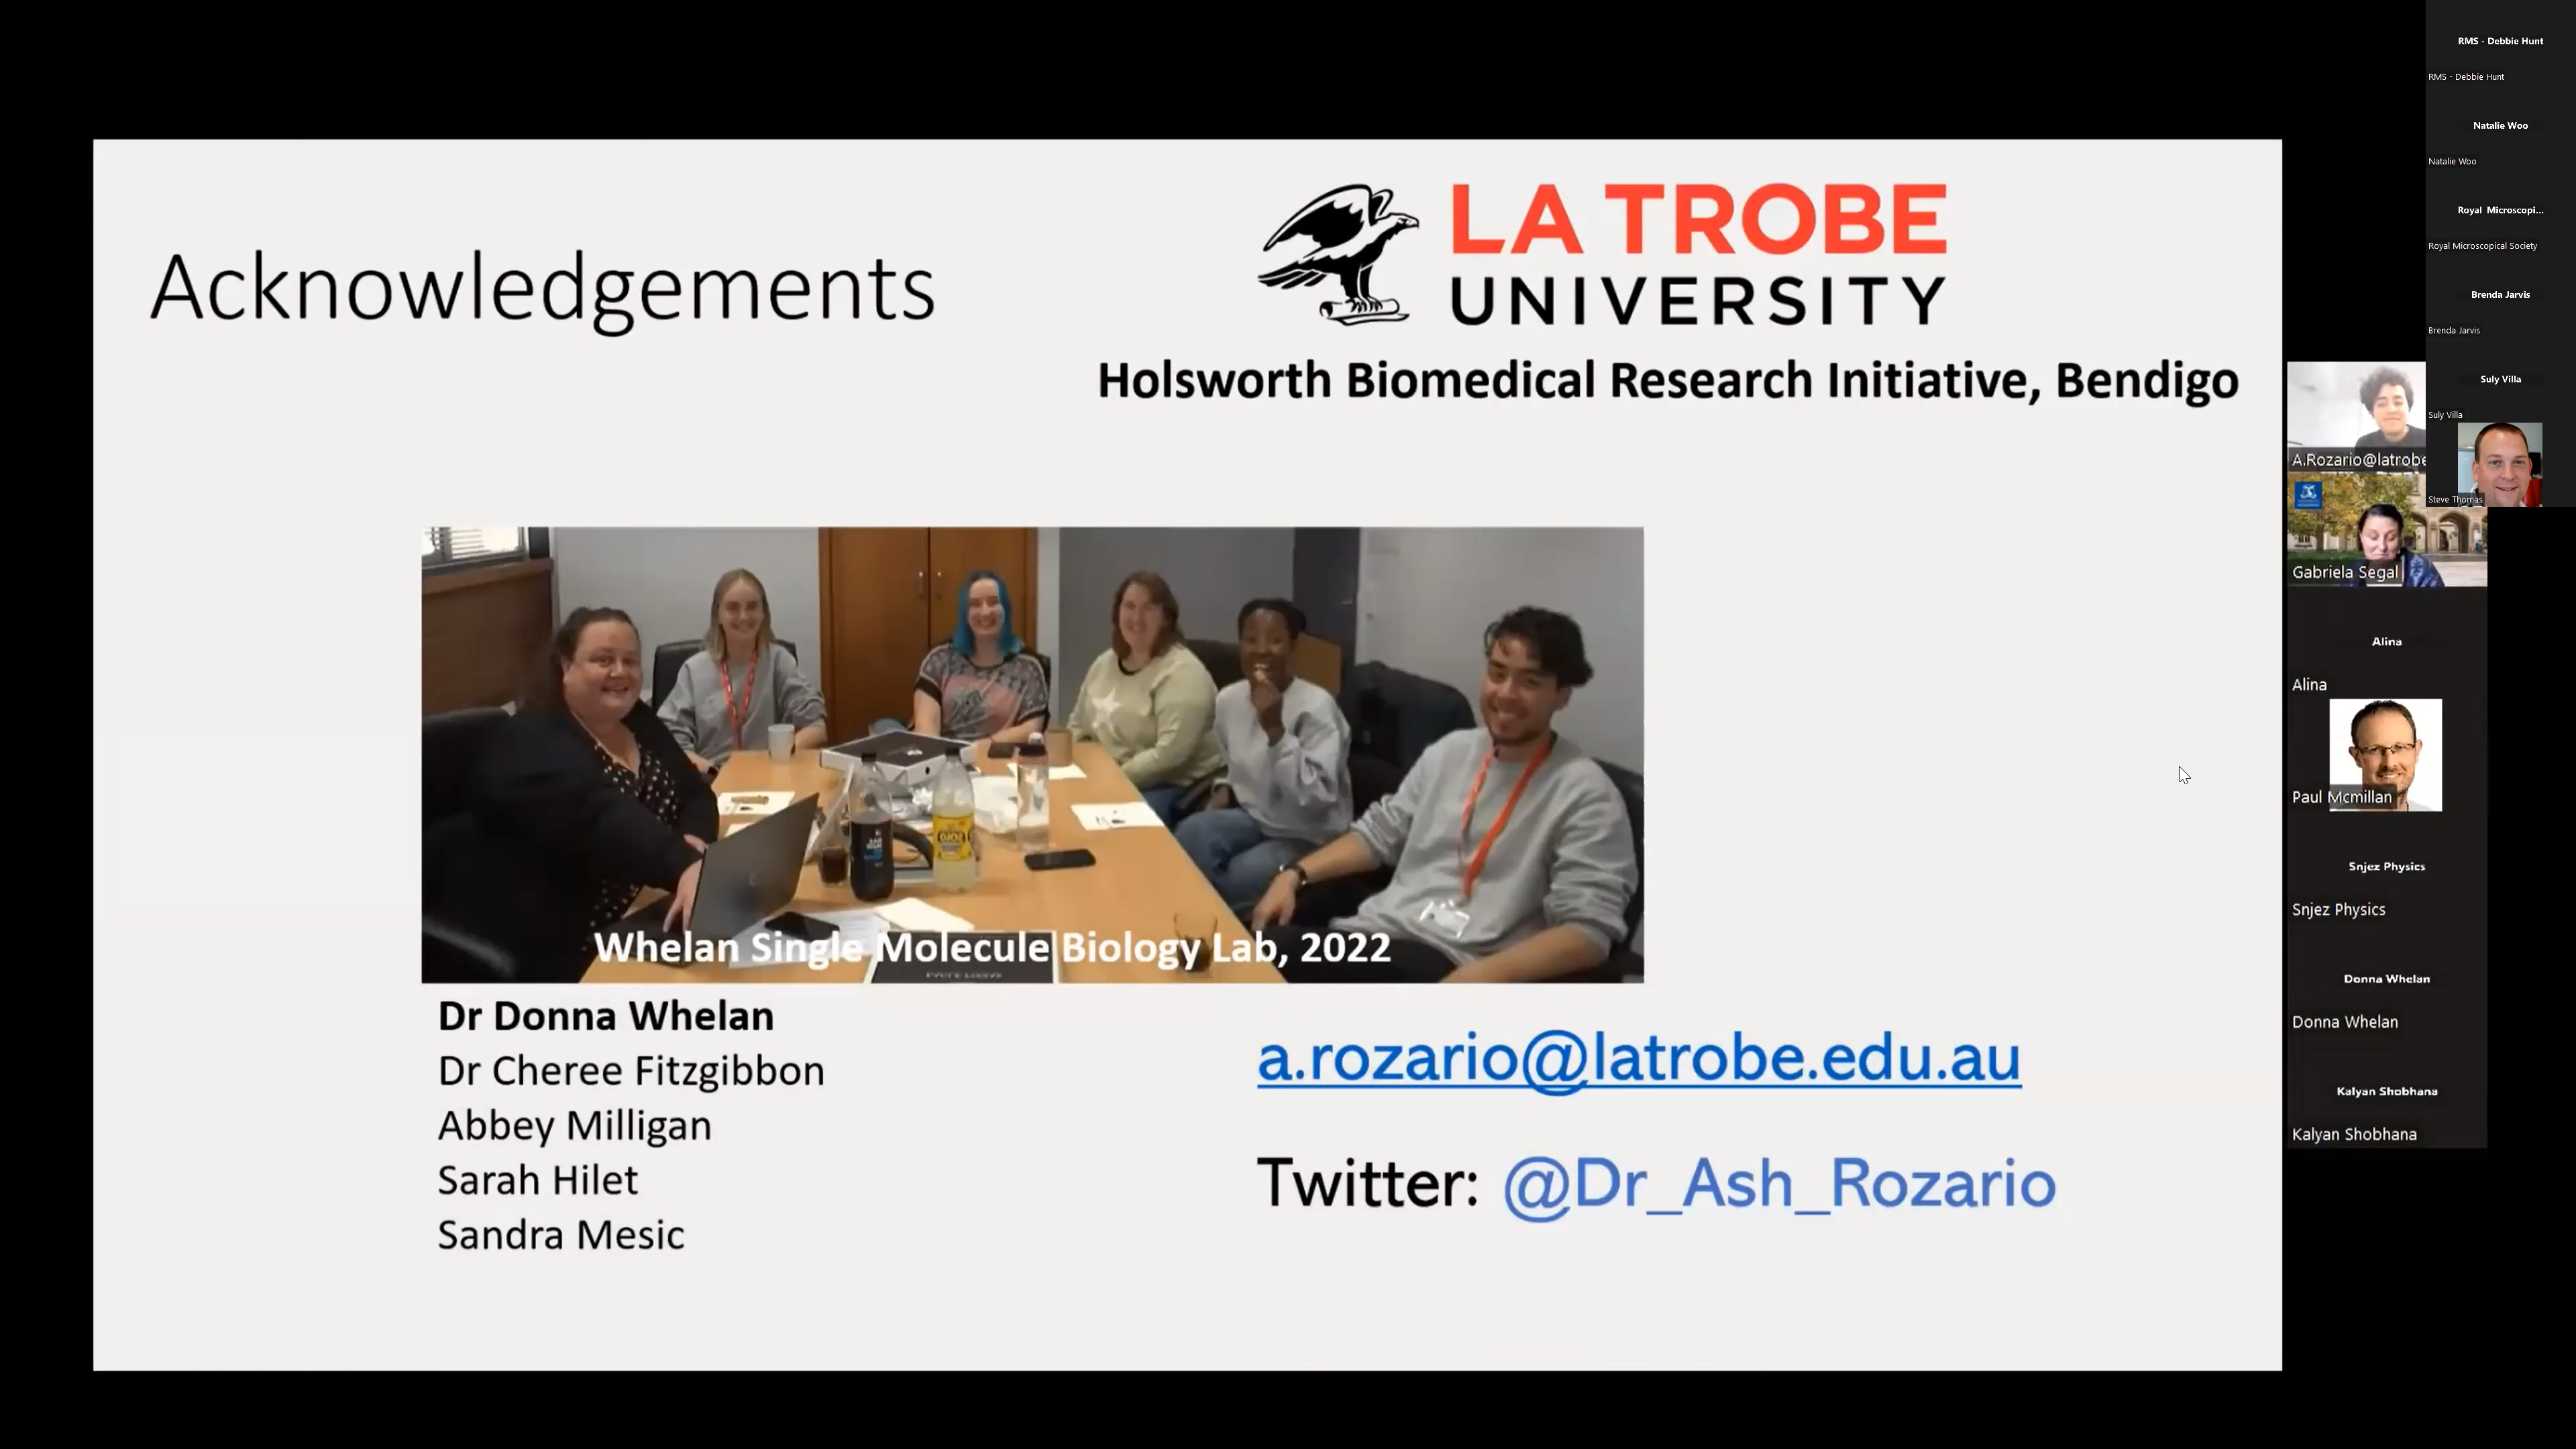 Acknowledgements
LA TROBE
UNIVERSITY
Holsworth Biomedical Research Initiative, Bendigo
Whelan Single Molecule Biology Lab, 2022
Dr Donna Whelan
Dr Cheree Fitzgibbon
Abbey Milligan
Sarah Hilet
Sandra Mesic
a.rozario@latrobe.edu.au
Twitter: @Dr_Ash_Rozario
RMS - Debbie Hunt
RMS - Debbie Hunt
Natalie Woo
Natalie Woo
Royal Microscopi...
Royal Microscopical Society
Brenda Jarvis
Brenda Jarvis
Suly Villa
Suly Villa
Steve Thomas
A.Rozario@latrobe
Gabriela Segal
Alina
Alina
Paul Mcmillan
Snjez Physics
Snjez Physics
Donna Whelan
Donna Whelan
Kalyan Shobhana
Kalyan Shobhana